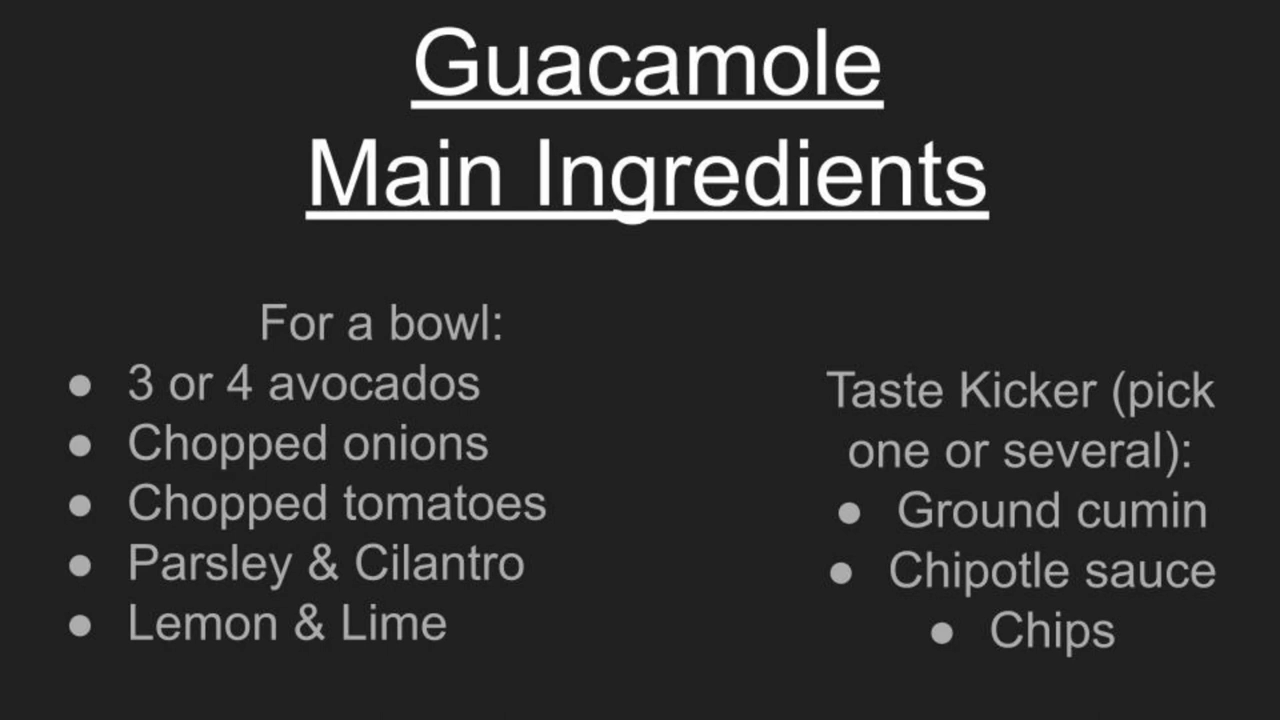 Guacamole
Main Ingredients
For a bowl:
● 3 or 4 avocados
● Chopped onions
● Chopped tomatoes
● Parsley & Cilantro
● Lemon & Lime
Taste Kicker (pick
one or several):
● Ground cumin
● Chipotle sauce
● Chips